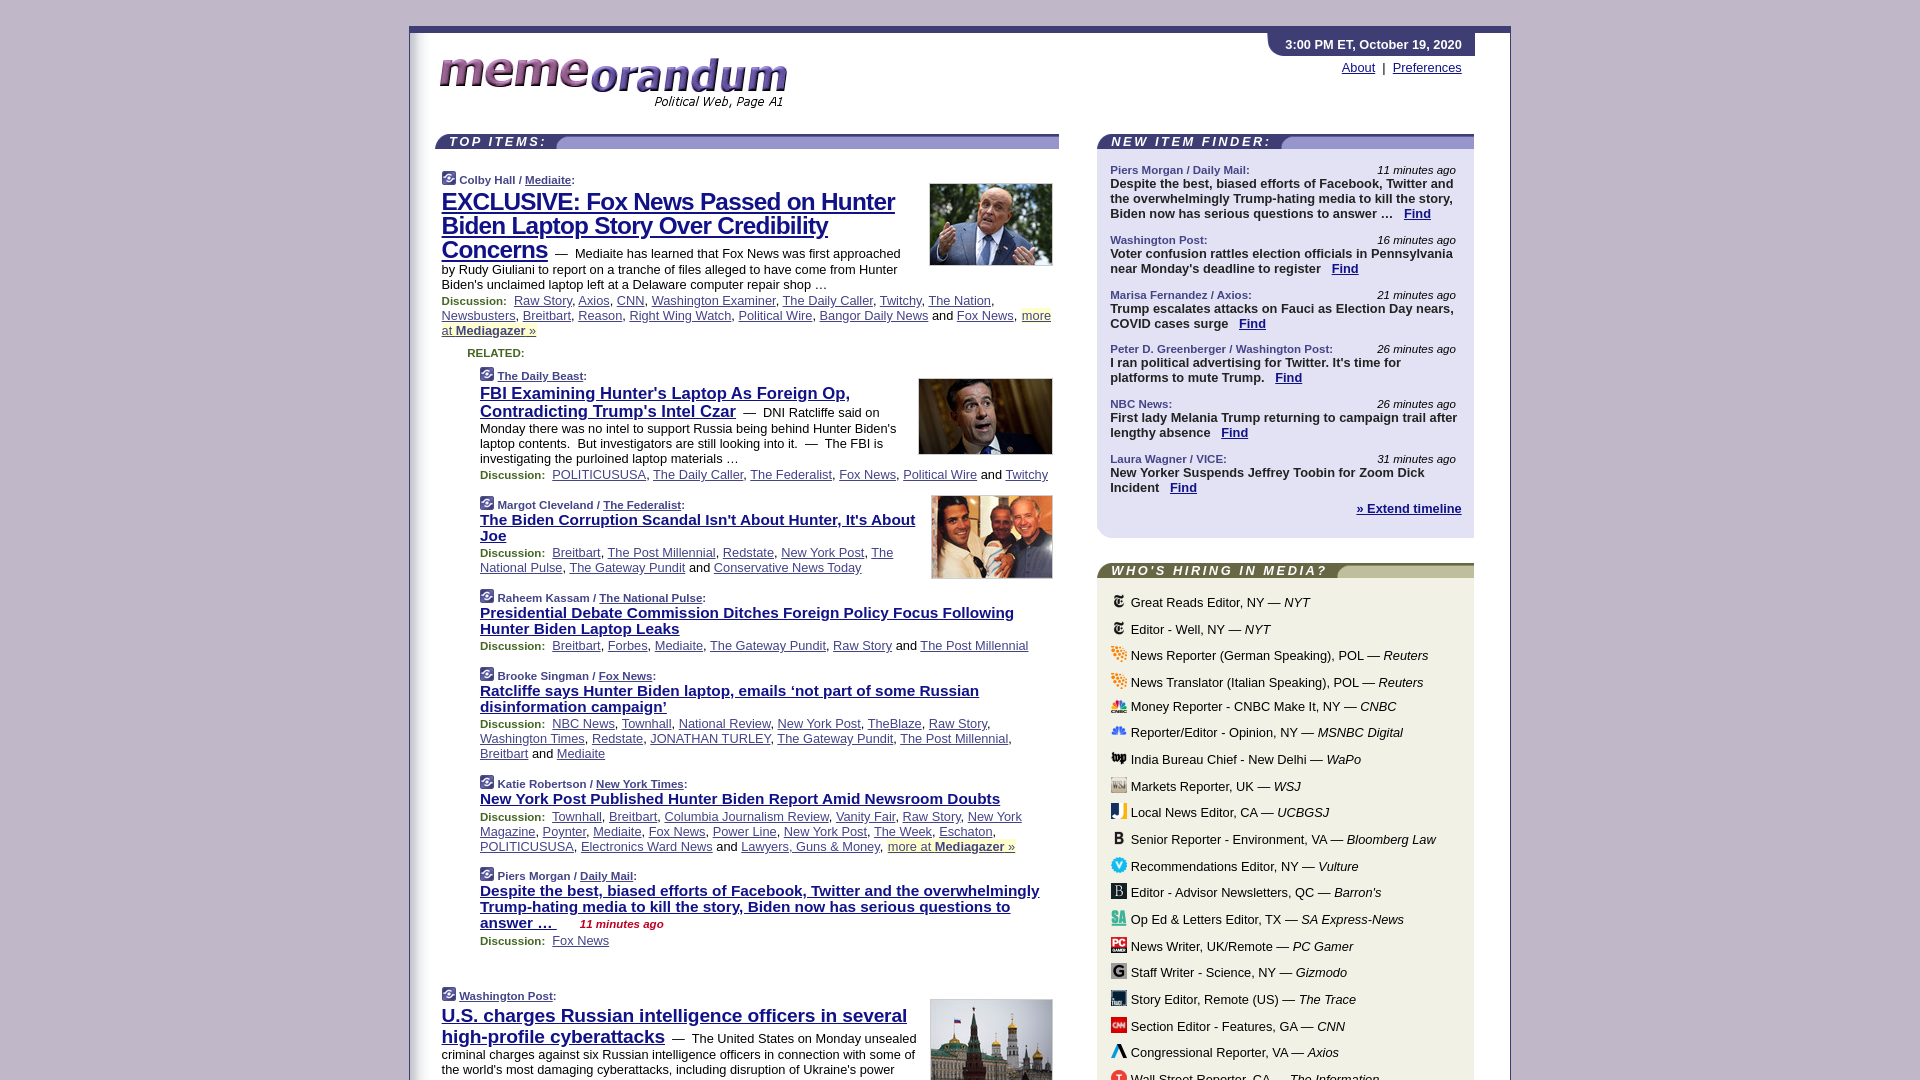 3:00 PM ET, October 19, 2020
memeorandum
About | Preferences
Political Web, Page A1
TOP ITEMS:
Colby Hall / Mediaite:
EXCLUSIVE: Fox News Passed on Hunter
Biden Laptop Story Over Credibility
Concerns — Mediaite has learned that Fox News was first approached
by Rudy Giuliani to report on a tranche of files alleged to have come from Hunter
Biden's unclaimed laptop left at a Delaware computer repair shop …
Discussion: Raw Story, Axios, CNN, Washington Examiner, The Daily Caller, Twitchy, The Nation,
Newsbusters, Breitbart, Reason, Right Wing Watch, Political Wire, Bangor Daily News and Fox News, more
at Mediagazer »
RELATED:
The Daily Beast:
FBI Examining Hunter's Laptop As Foreign Op,
Contradicting Trump's Intel Czar — DNI Ratcliffe said on
Monday there was no intel to support Russia being behind Hunter Biden's
laptop contents. But investigators are still looking into it. — The FBI is
investigating the purloined laptop materials …
Discussion: POLITICUSUSA, The Daily Caller, The Federalist, Fox News, Political Wire and Twitchy
Margot Cleveland / The Federalist:
The Biden Corruption Scandal Isn't About Hunter, It's About
Joe
Discussion: Breitbart, The Post Millennial, Redstate, New York Post, The
National Pulse, The Gateway Pundit and Conservative News Today
Raheem Kassam / The National Pulse:
Presidential Debate Commission Ditches Foreign Policy Focus Following
Hunter Biden Laptop Leaks
Discussion: Breitbart, Forbes, Mediaite, The Gateway Pundit, Raw Story and The Post Millennial
Brooke Singman / Fox News:
Ratcliffe says Hunter Biden laptop, emails ‘not part of some Russian
disinformation campaign’
Discussion: NBC News, Townhall, National Review, New York Post, TheBlaze, Raw Story,
Washington Times, Redstate, JONATHAN TURLEY, The Gateway Pundit, The Post Millennial,
Breitbart and Mediaite
Katie Robertson / New York Times:
New York Post Published Hunter Biden Report Amid Newsroom Doubts
Discussion: Townhall, Breitbart, Columbia Journalism Review, Vanity Fair, Raw Story, New York
Magazine, Poynter, Mediaite, Fox News, Power Line, New York Post, The Week, Eschaton,
POLITICUSUSA, Electronics Ward News and Lawyers, Guns & Money, more at Mediagazer »
Piers Morgan / Daily Mail:
Despite the best, biased efforts of Facebook, Twitter and the overwhelmingly
Trump-hating media to kill the story, Biden now has serious questions to
answer … 11 minutes ago
Discussion: Fox News
Washington Post:
U.S. charges Russian intelligence officers in several
high-profile cyberattacks — The United States on Monday unsealed
criminal charges against six Russian intelligence officers in connection with some of
the world's most damaging cyberattacks, including disruption of Ukraine's power
NEW ITEM FINDER:
Piers Morgan / Daily Mail: 11 minutes ago
Despite the best, biased efforts of Facebook, Twitter and
the overwhelmingly Trump-hating media to kill the story,
Biden now has serious questions to answer … Find
Washington Post: 16 minutes ago
Voter confusion rattles election officials in Pennsylvania
near Monday's deadline to register Find
Marisa Fernandez / Axios: 21 minutes ago
Trump escalates attacks on Fauci as Election Day nears,
COVID cases surge Find
Peter D. Greenberger / Washington Post: 26 minutes ago
I ran political advertising for Twitter. It's time for
platforms to mute Trump. Find
NBC News: 26 minutes ago
First lady Melania Trump returning to campaign trail after
lengthy absence Find
Laura Wagner / VICE: 31 minutes ago
New Yorker Suspends Jeffrey Toobin for Zoom Dick
Incident Find
» Extend timeline
WHO'S HIRING IN MEDIA?
Great Reads Editor, NY — NYT
Editor - Well, NY — NYT
News Reporter (German Speaking), POL — Reuters
News Translator (Italian Speaking), POL — Reuters
Money Reporter - CNBC Make It, NY — CNBC
Reporter/Editor - Opinion, NY — MSNBC Digital
India Bureau Chief - New Delhi — WaPo
Markets Reporter, UK — WSJ
Local News Editor, CA — UCBGSJ
Senior Reporter - Environment, VA — Bloomberg Law
Recommendations Editor, NY — Vulture
Editor - Advisor Newsletters, QC — Barron's
Op Ed & Letters Editor, TX — SA Express-News
News Writer, UK/Remote — PC Gamer
Staff Writer - Science, NY — Gizmodo
Story Editor, Remote (US) — The Trace
Section Editor - Features, GA — CNN
Congressional Reporter, VA — Axios
Wall Street Reporter, CA — The Information